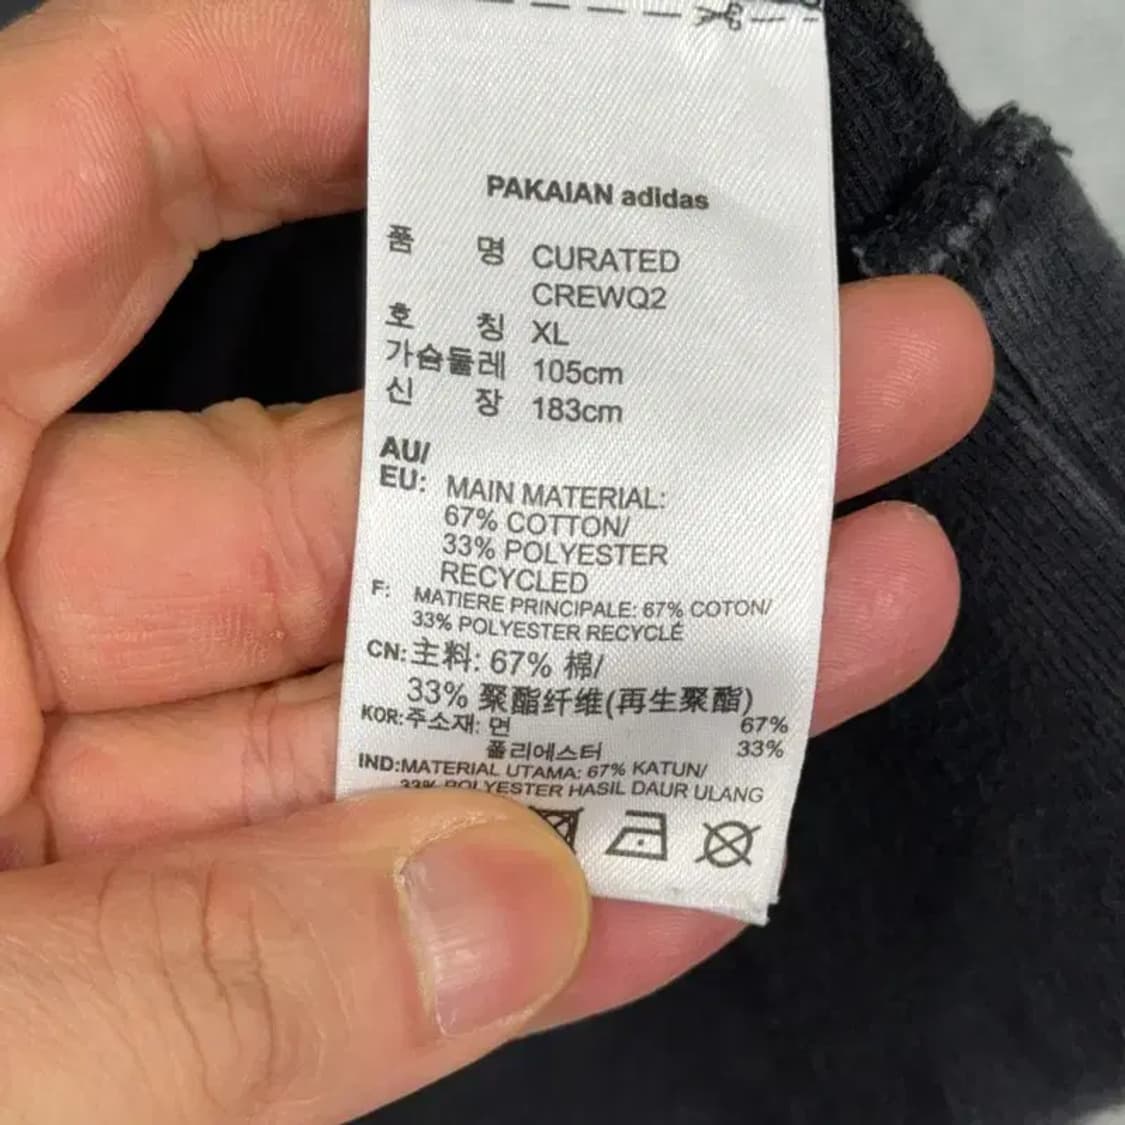 PAKAIAN adidas
품 명 CURATED
CREWQ2
호 칭 XL
가슴둘레 105cm
신 장 183cm
AU/
EU: MAIN MATERIAL:
67% COTTON/
33% POLYESTER
RECYCLED
F: MATIERE PRINCIPALE: 67% COTON/
33% POLYESTER RECYCLÉ
CN:主料: 67% 棉/
33% 聚酯纤维(再生聚酯)
KOR:주소재: 면 67%
폴리에스터 33%
IND:MATERIAL UTAMA: 67% KATUN/
33% POLYESTER HASIL DAUR ULANG